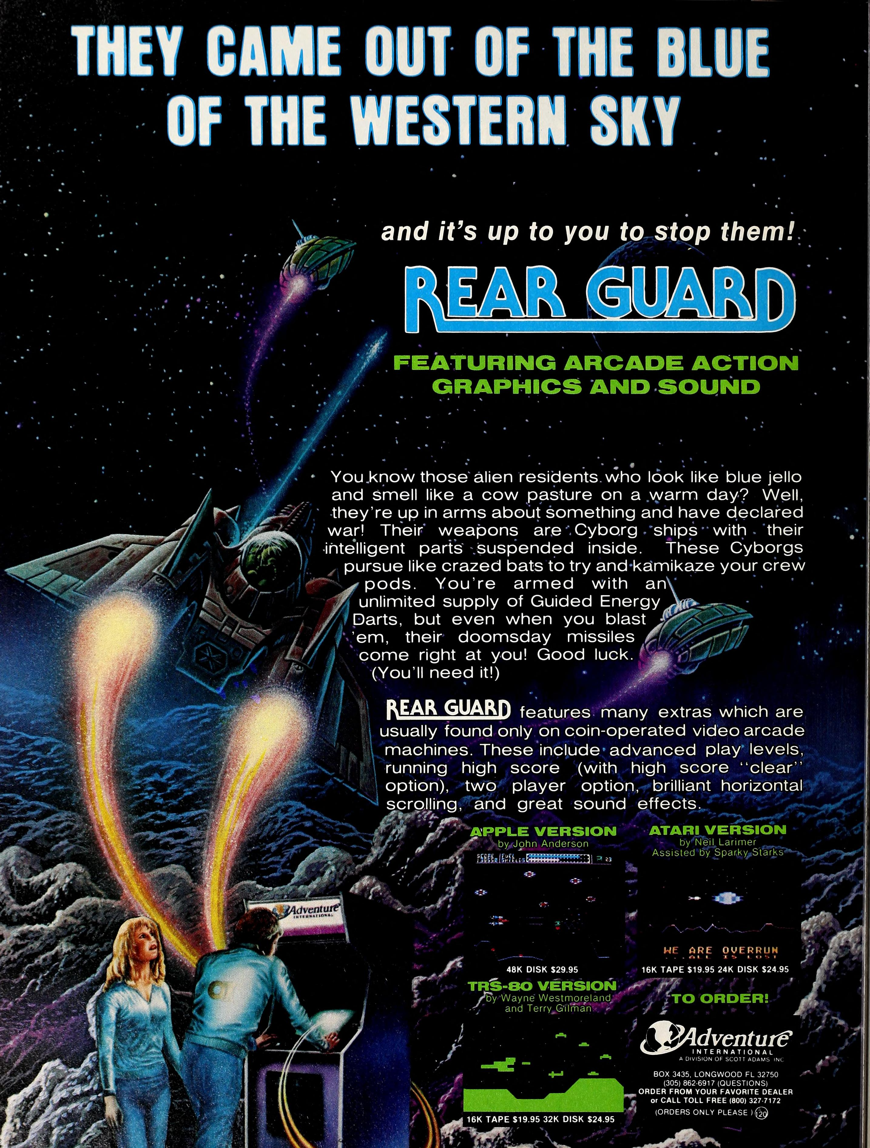 THEY CAME OUT OF THE BLUE
OF THE WESTERN SKY
and it's up to you to stop them!
REAR GUARD
FEATURING ARCADE ACTION
GRAPHICS AND SOUND
You know those alien residents who look like blue jello
and smell like a cow pasture on a warm day? Well,
they're up in arms about something and have declared
war! Their weapons are Cyborg ships with their
intelligent parts suspended inside. These Cyborgs
pursue like crazed bats to try and kamikaze your crew
pods. You're armed with an
unlimited supply of Guided Energy
Darts, but even when you blast
'em, their doomsday missiles
come right at you! Good luck.
(You'll need it!)
REAR GUARD features many extras which are
usually found only on coin-operated video arcade
machines. These include advanced play levels,
running high score (with high score "clear"
option), two player option, brilliant horizontal
scrolling, and great sound effects.
APPLE VERSION
by John Anderson
48K DISK $29.95
ATARI VERSION
by Neil Larimer
Assisted by Sparky Starks
WE ARE OVERRUN
...ALL IS LOST
16K TAPE $19.95 24K DISK $24.95
TRS-80 VERSION
by Wayne Westmoreland
and Terry Gilman
16K TAPE $19.95 32K DISK $24.95
TO ORDER!
Adventure
INTERNATIONAL
A DIVISION OF SCOTT ADAMS, INC.
BOX 3435, LONGWOOD FL 32750
(305) 862-6917 (QUESTIONS)
ORDER FROM YOUR FAVORITE DEALER
or CALL TOLL FREE (800) 327-7172
(ORDERS ONLY PLEASE) 120
Adventure
INTERNATIONAL